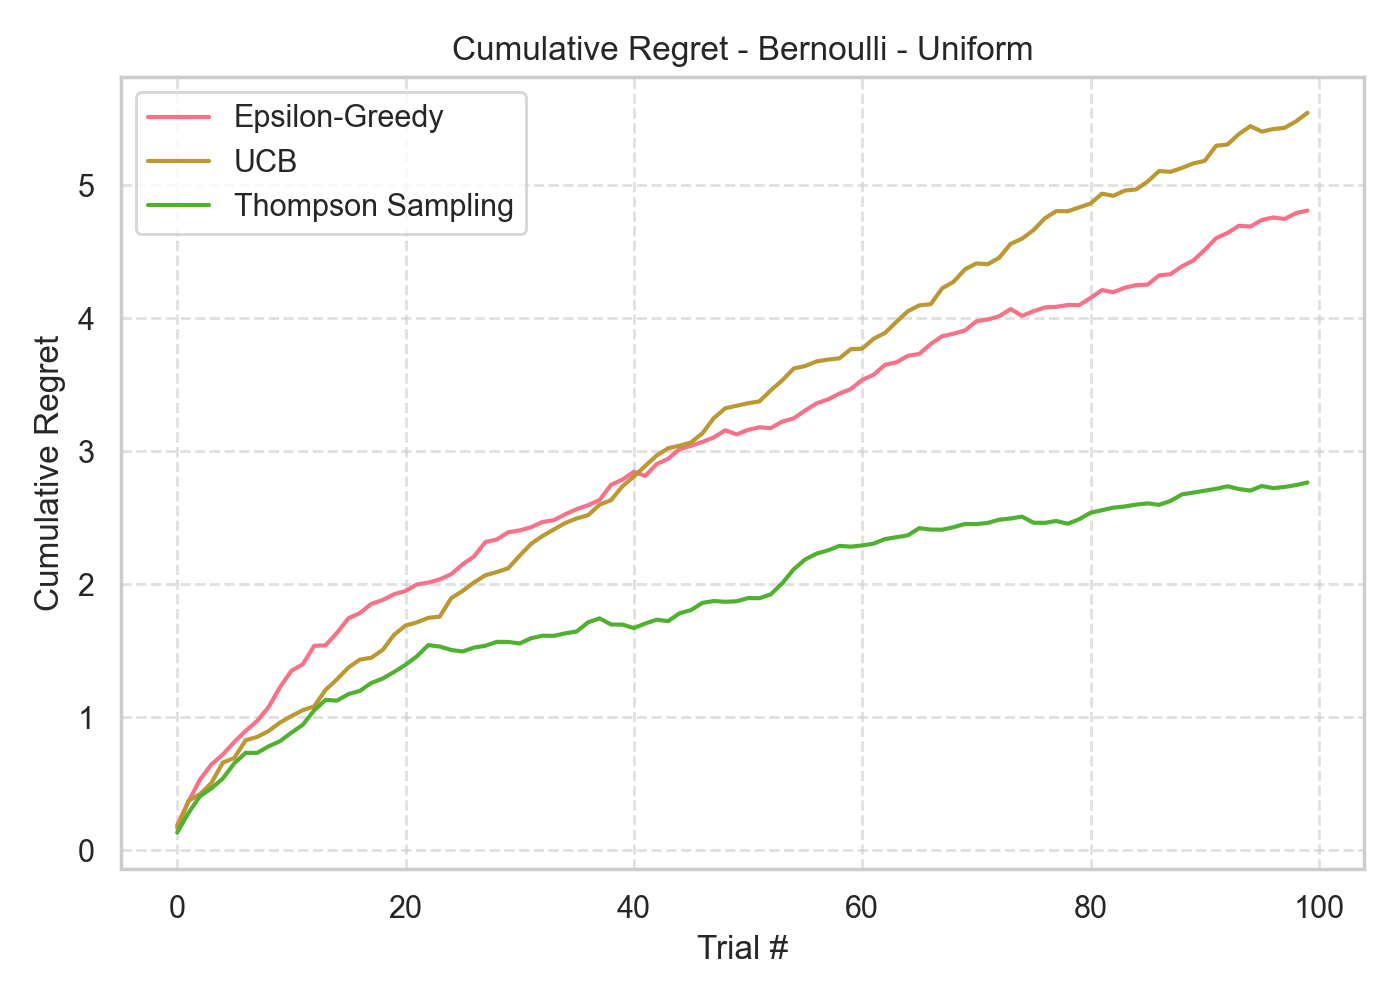 Cumulative Regret - Bernoulli - Uniform
Epsilon-Greedy
UCB
Thompson Sampling
Cumulative Regret
5
4
3
2
1
0
0 20 40 60 80 100
Trial #